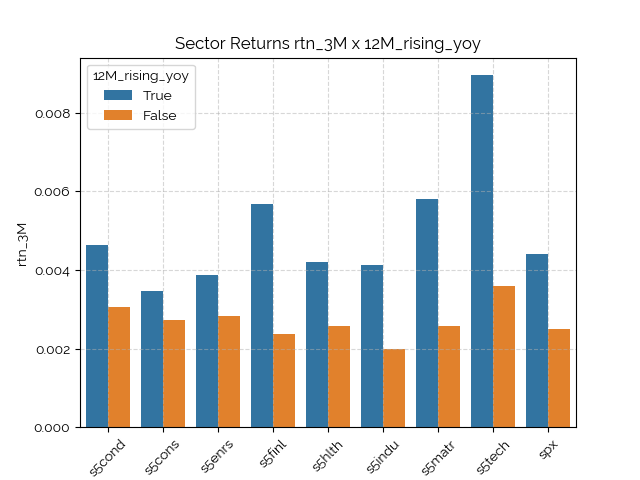 Sector Returns rtn_3M x 12M_rising_yoy
12M_rising_yoy
True
False
rtn_3M
0.008
0.006
0.004
0.002
0.000
s5cond
s5cons
s5enrs
s5finl
s5hlth
s5indu
s5matr
s5tech
spx